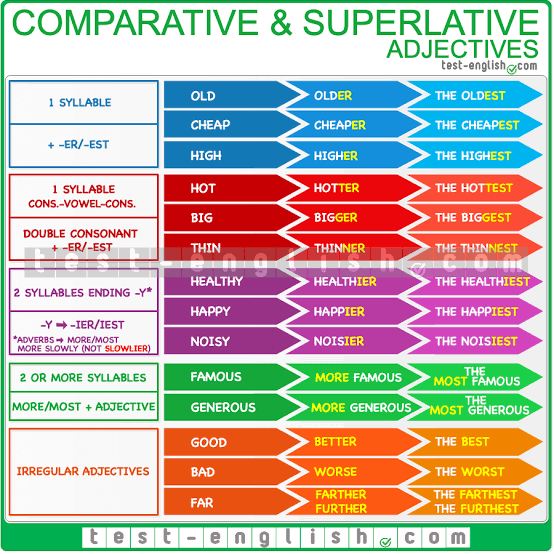 COMPARATIVE & SUPERLATIVE
ADJECTIVES
test-english.com
1 SYLLABLE
+ -ER/-EST
OLD OLDER THE OLDEST
CHEAP CHEAPER THE CHEAPEST
HIGH HIGHER THE HIGHEST
1 SYLLABLE
CONS.-VOWEL-CONS.
DOUBLE CONSONANT
+ -ER/-EST
HOT HOTTER THE HOTTEST
BIG BIGGER THE BIGGEST
THIN THINNER THE THINNEST
test-english.com
2 SYLLABLES ENDING -Y*
-Y ➡ -IER/IEST
*ADVERBS ➡ MORE/MOST
MORE SLOWLY (NOT SLOWLIER)
HEALTHY HEALTHIER THE HEALTHIEST
HAPPY HAPPIER THE HAPPIEST
NOISY NOISIER THE NOISIEST
2 OR MORE SYLLABLES
MORE/MOST + ADJECTIVE
FAMOUS MORE FAMOUS THE
MOST FAMOUS
GENEROUS MORE GENEROUS THE
MOST GENEROUS
IRREGULAR ADJECTIVES
GOOD BETTER THE BEST
BAD WORSE THE WORST
FAR FARTHER THE FARTHEST
FURTHER THE FURTHEST
test-english.com